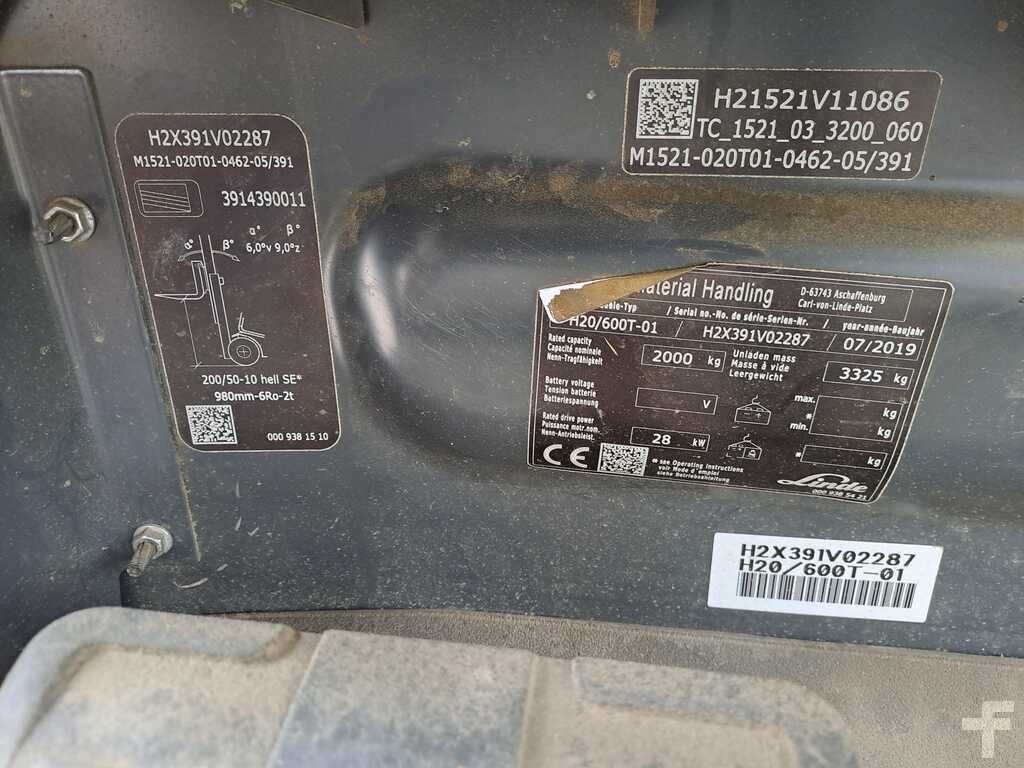 H2X391V02287
M1521-020T01-0462-05/391
3914390011
α° β°
6,0°v 9,0°z
α° β°
200/50-10 hell SE*
980mm-6Ro-2t
000 938 15 10
H21521V11086
TC_1521_03_3200_060
M1521-020T01-0462-05/391
Material Handling
D-63743 Aschaffenburg
Carl-von-Linde-Platz
-Typ / Serial no.-No. de série-Serien-Nr. / year-année-Baujahr
H20/600T-01 / H2X391V02287 / 07/2019
Rated capacity
Capacité nominale
Nenn-Tragfähigkeit
2000 kg
Unladen mass
Masse à vide
Leergewicht
3325 kg
Battery voltage
Tension batterie
Batteriespannung
V
max.
kg
*
min.
kg
Rated drive power
Puissance motr.nom.
Nenn-Antriebsleist.
28 kW
* kg
CE
* see Operating instructions
voir Mode d'emploi
siehe Betriebsanleitung
Linde
000 938 54 21
H2X391V02287
H20/600T-01